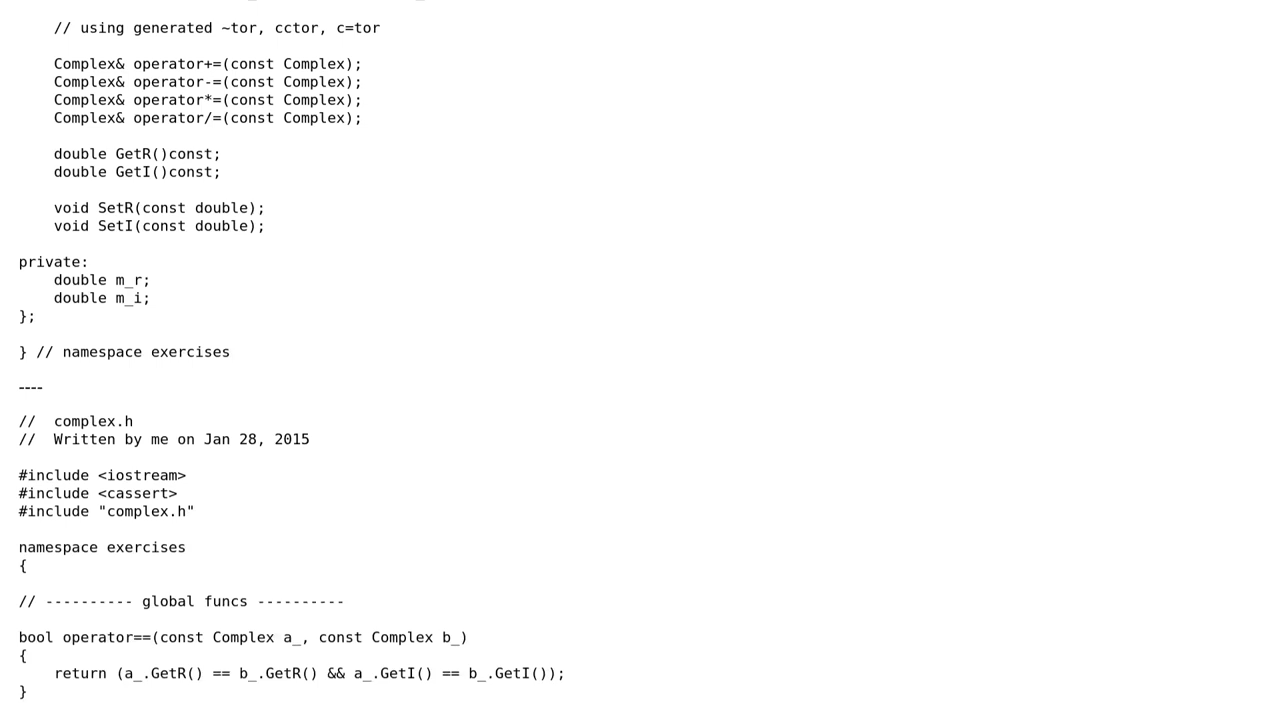 // using generated ~tor, cctor, c=tor
Complex& operator+=(const Complex);
Complex& operator-=(const Complex);
Complex& operator*=(const Complex);
Complex& operator/=(const Complex);
double GetR()const;
double GetI()const;
void SetR(const double);
void SetI(const double);
private:
double m_r;
double m_i;
};
} // namespace exercises
----
//  complex.h
//  Written by me on Jan 28, 2015
#include <iostream>
#include <cassert>
#include "complex.h"
namespace exercises
{
// ---------- global funcs ----------
bool operator==(const Complex a_, const Complex b_)
{
return (a_.GetR() == b_.GetR() && a_.GetI() == b_.GetI());
}